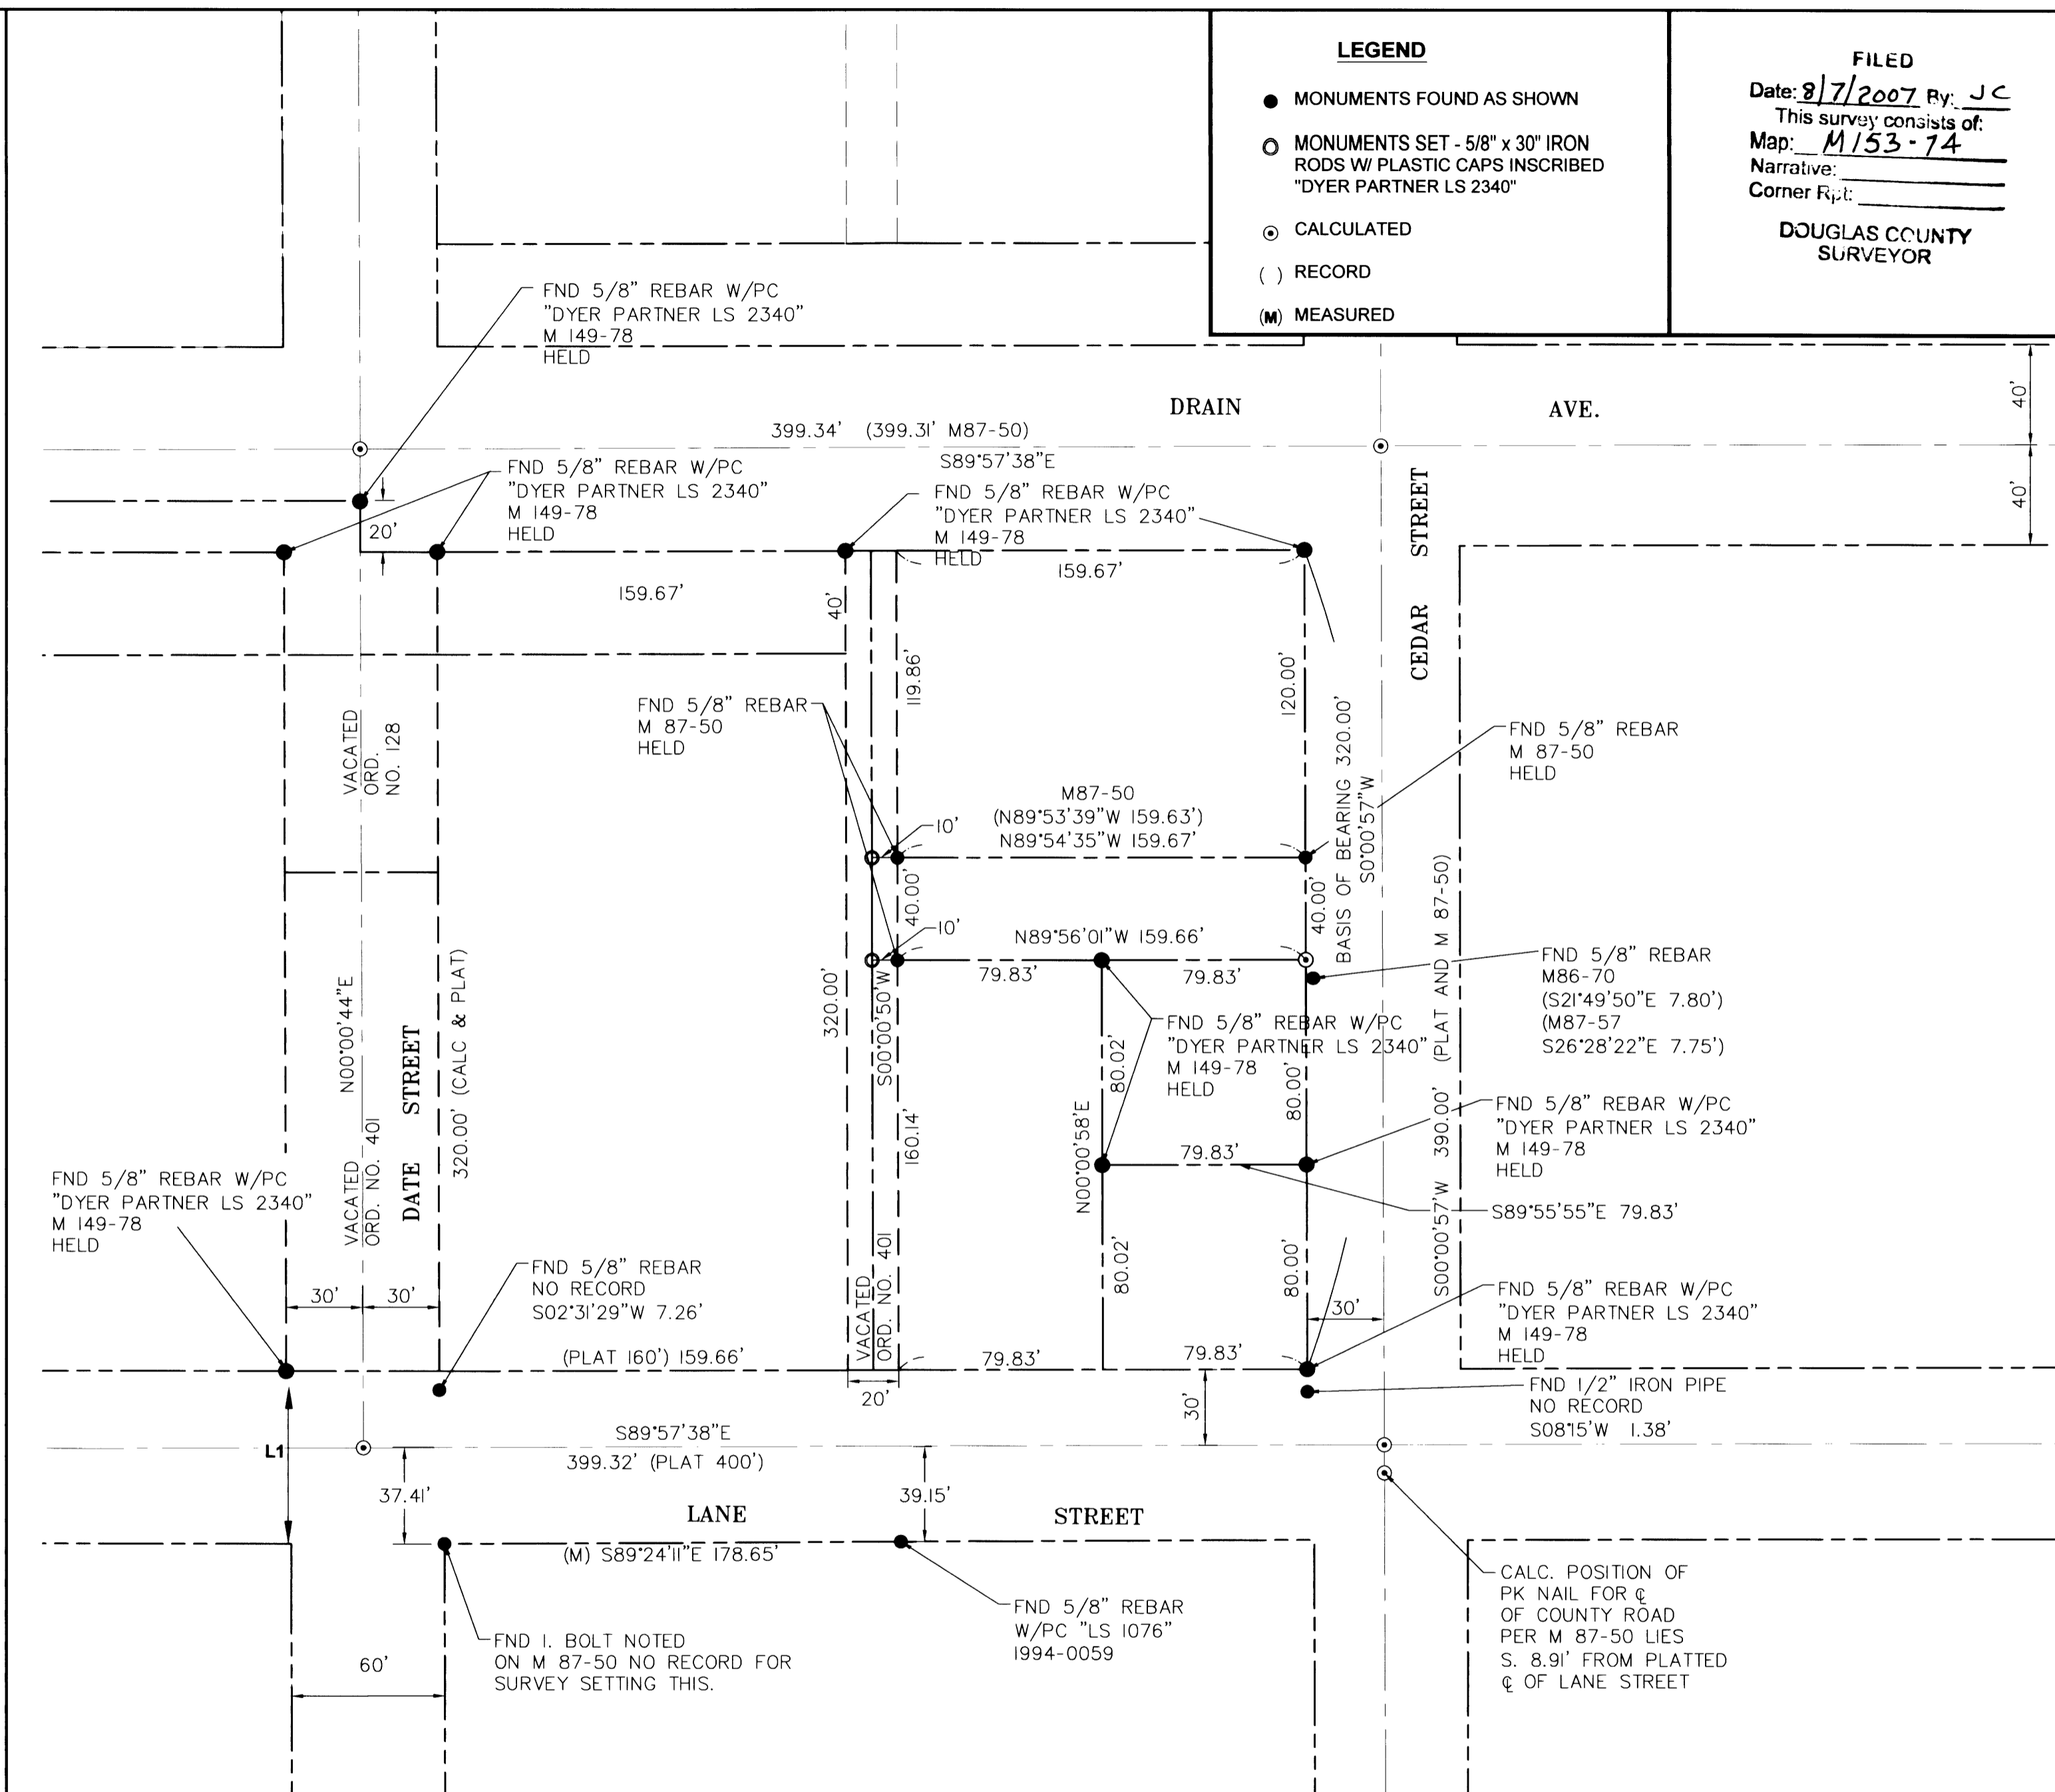 LEGEND
MONUMENTS FOUND AS SHOWN
MONUMENTS SET - 5/8" x 30" IRON
RODS W/ PLASTIC CAPS INSCRIBED
"DYER PARTNER LS 2340"
CALCULATED
( ) RECORD
(M) MEASURED
FILED
Date: 8/7/2007 By: JC
This survey consists of:
Map: M153-74
Narrative:
Corner Rpt:
DOUGLAS COUNTY
SURVEYOR
FND 5/8" REBAR W/PC
"DYER PARTNER LS 2340"
M 149-78
HELD
DRAIN AVE.
40'
40'
399.34' (399.31' M87-50)
S89°57'38"E
FND 5/8" REBAR W/PC
"DYER PARTNER LS 2340"
M 149-78
HELD
FND 5/8" REBAR W/PC
"DYER PARTNER LS 2340"
M 149-78
HELD
20'
159.67'
159.67'
40'
119.86'
120.00'
CEDAR STREET
VACATED
ORD.
NO. 128
FND 5/8" REBAR
M 87-50
HELD
FND 5/8" REBAR
M 87-50
HELD
BASIS OF BEARING 320.00'
S0°00'57"W
M87-50
(N89°53'39"W 159.63')
N89°54'35"W 159.67'
10'
40.00'
40.00'
10'
N89°56'01"W 159.66'
79.83'
79.83'
FND 5/8" REBAR
M86-70
(S21°49'50"E 7.80')
(M87-57
S26°28'22"E 7.75')
N00°00'44"E
DATE STREET
320.00' (CALC & PLAT)
320.00'
S00°00'50"W
160.14'
FND 5/8" REBAR W/PC
"DYER PARTNER LS 2340"
M 149-78
HELD
80.02'
80.00'
N00°00'58"E
S00°00'57"W 390.00' (PLAT AND M 87-50)
FND 5/8" REBAR W/PC
"DYER PARTNER LS 2340"
M 149-78
HELD
79.83'
S89°55'55"E 79.83'
FND 5/8" REBAR W/PC
"DYER PARTNER LS 2340"
M 149-78
HELD
VACATED
ORD. NO. 401
FND 5/8" REBAR
NO RECORD
S02°31'29"W 7.26'
VACATED
ORD. NO. 401
80.02'
80.00'
30'
30'
30'
FND 5/8" REBAR W/PC
"DYER PARTNER LS 2340"
M 149-78
HELD
(PLAT 160') 159.66'
79.83'
79.83'
20'
30'
FND 1/2" IRON PIPE
NO RECORD
S08°15'W 1.38'
L1
S89°57'38"E
399.32' (PLAT 400')
37.41'
39.15'
LANE STREET
(M) S89°24'11"E 178.65'
FND 5/8" REBAR
W/PC "LS 1076"
1994-0059
FND I. BOLT NOTED
ON M 87-50 NO RECORD FOR
SURVEY SETTING THIS.
60'
CALC. POSITION OF
PK NAIL FOR ℄
OF COUNTY ROAD
PER M 87-50 LIES
S. 8.91' FROM PLATTED
℄ OF LANE STREET